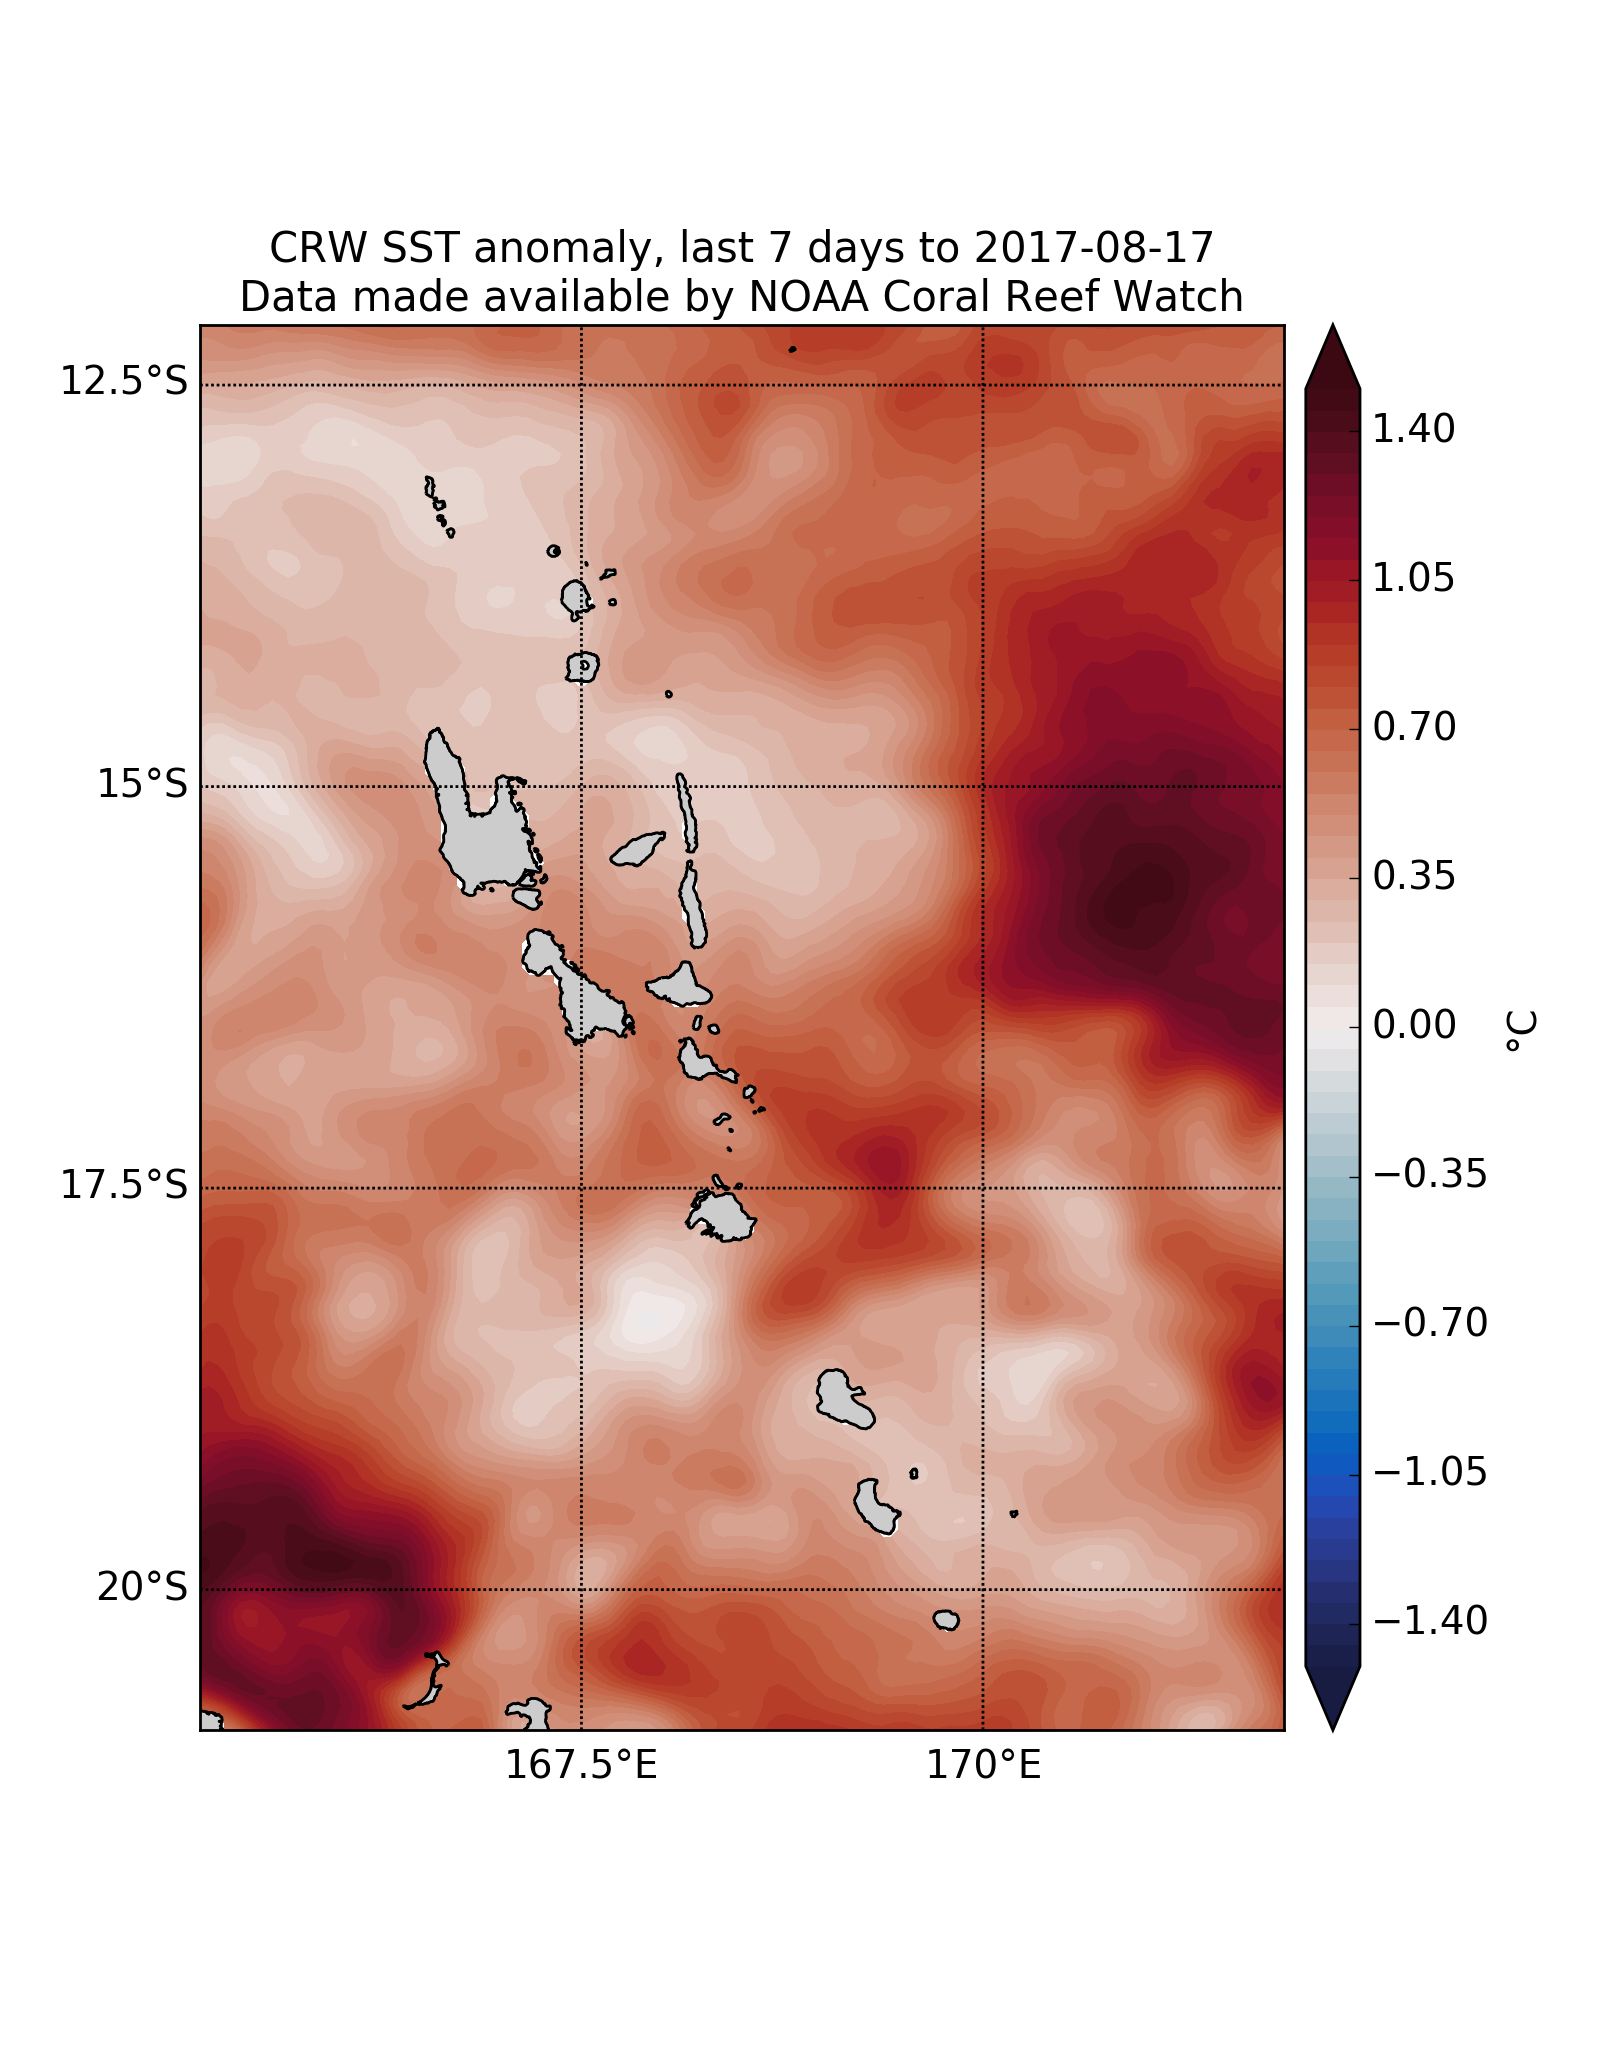 CRW SST anomaly, last 7 days to 2017-08-17
Data made available by NOAA Coral Reef Watch
12.5°S
15°S
17.5°S
20°S
167.5°E
170°E
1.40
1.05
0.70
0.35
0.00
−0.35
−0.70
−1.05
−1.40
°C